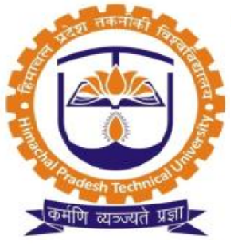 हिमाचल प्रदेश तकनीकी विश्वविद्यालय
Himachal Pradesh Technical University
कर्मणि व्यज्यते प्रज्ञा